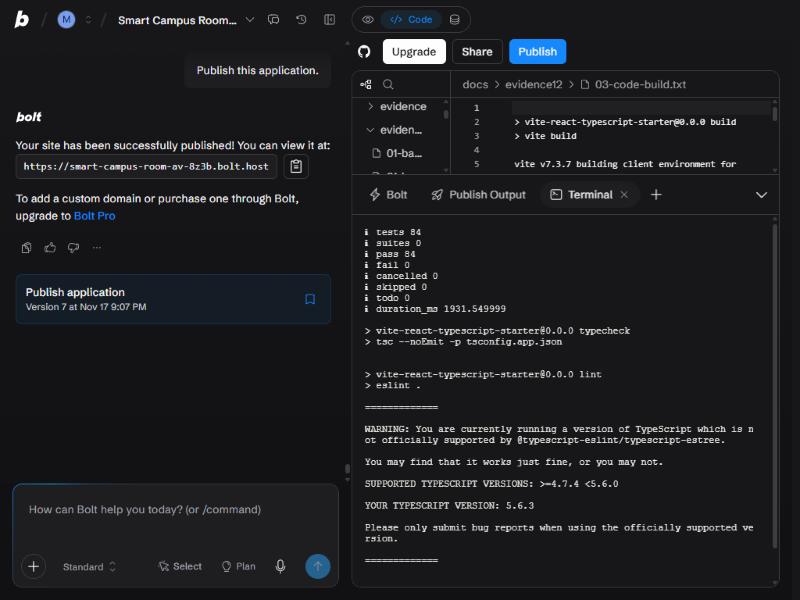 b / M / Smart Campus Room...
Code
Upgrade Share Publish
Publish this application.
bolt
Your site has been successfully published! You can view it at:
https://smart-campus-room-av-8z3b.bolt.host
To add a custom domain or purchase one through Bolt,
upgrade to Bolt Pro
...
Publish application
Version 7 at Nov 17 9:07 PM
How can Bolt help you today? (or /command)
Standard Select Plan
docs > evidence12 > 03-code-build.txt
evidence
eviden...
01-ba...
1
2 > vite-react-typescript-starter@0.0.0 build
3 > vite build
4
5 vite v7.3.7 building client environment for
Bolt Publish Output Terminal
ℹ tests 84
ℹ suites 0
ℹ pass 84
ℹ fail 0
ℹ cancelled 0
ℹ skipped 0
ℹ todo 0
ℹ duration_ms 1931.549999
> vite-react-typescript-starter@0.0.0 typecheck
> tsc --noEmit -p tsconfig.app.json
> vite-react-typescript-starter@0.0.0 lint
> eslint .
=============
WARNING: You are currently running a version of TypeScript which is n
ot officially supported by @typescript-eslint/typescript-estree.
You may find that it works just fine, or you may not.
SUPPORTED TYPESCRIPT VERSIONS: >=4.7.4 <5.6.0
YOUR TYPESCRIPT VERSION: 5.6.3
Please only submit bug reports when using the officially supported ve
rsion.
=============